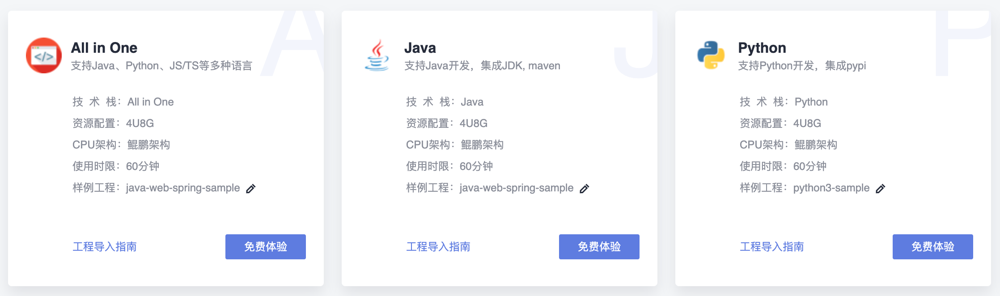 All in One
支持Java、Python、JS/TS等多种语言
技 术 栈：All in One
资源配置：4U8G
CPU架构：鲲鹏架构
使用时限：60分钟
样例工程：java-web-spring-sample
工程导入指南
免费体验
Java
支持Java开发，集成JDK, maven
技 术 栈：Java
资源配置：4U8G
CPU架构：鲲鹏架构
使用时限：60分钟
样例工程：java-web-spring-sample
工程导入指南
免费体验
Python
支持Python开发，集成pypi
技 术 栈：Python
资源配置：4U8G
CPU架构：鲲鹏架构
使用时限：60分钟
样例工程：python3-sample
工程导入指南
免费体验